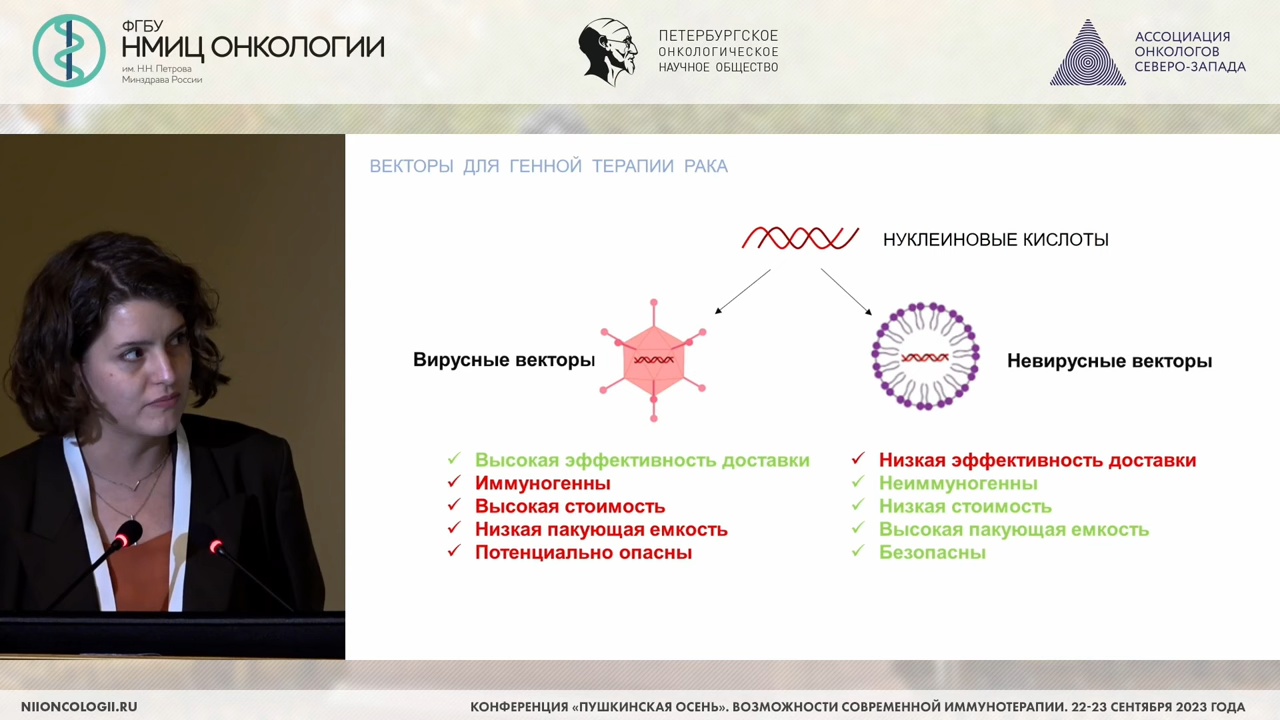 ФГБУ
НМИЦ ОНКОЛОГИИ
им. Н.Н. Петрова
Минздрава России
ПЕТЕРБУРГСКОЕ
ОНКОЛОГИЧЕСКОЕ
НАУЧНОЕ ОБЩЕСТВО
АССОЦИАЦИЯ
ОНКОЛОГОВ
СЕВЕРО-ЗАПАДА
ВЕКТОРЫ ДЛЯ ГЕННОЙ ТЕРАПИИ РАКА
НУКЛЕИНОВЫЕ КИСЛОТЫ
Вирусные векторы
Невирусные векторы
Высокая эффективность доставки
Иммуногенны
Высокая стоимость
Низкая пакующая емкость
Потенциально опасны
Низкая эффективность доставки
Неиммуногенны
Низкая стоимость
Высокая пакующая емкость
Безопасны
NIIONCOLOGII.RU
КОНФЕРЕНЦИЯ «ПУШКИНСКАЯ ОСЕНЬ». ВОЗМОЖНОСТИ СОВРЕМЕННОЙ ИММУНОТЕРАПИИ. 22-23 СЕНТЯБРЯ 2023 ГОДА